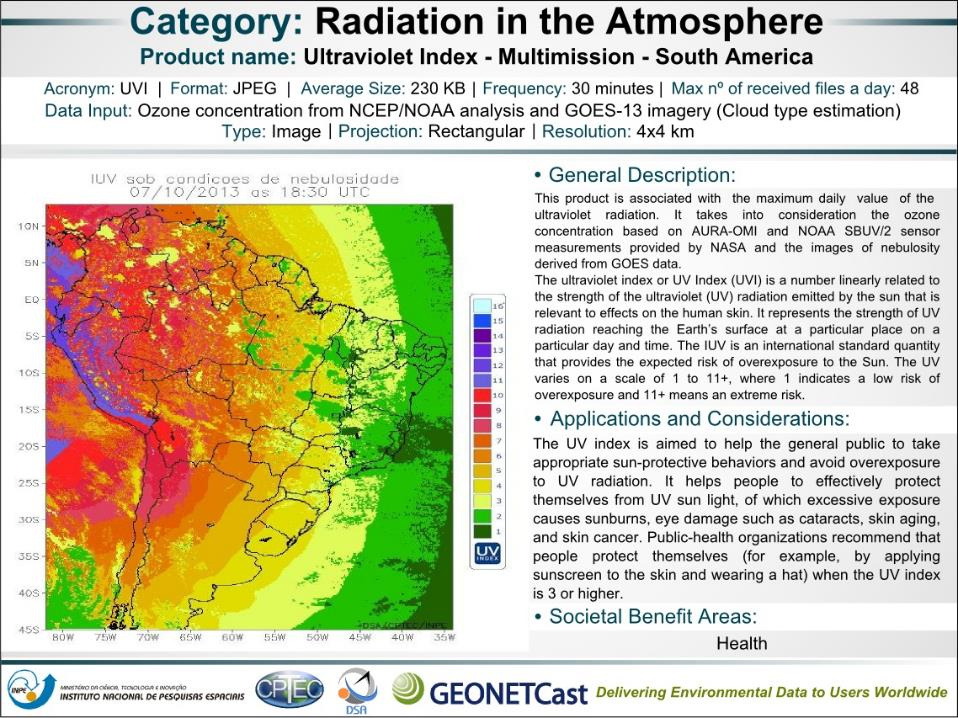 Category: Radiation in the Atmosphere
Product name: Ultraviolet Index - Multimission - South America
Acronym: UVI | Format: JPEG | Average Size: 230 KB | Frequency: 30 minutes | Max nº of received files a day: 48
Data Input: Ozone concentration from NCEP/NOAA analysis and GOES-13 imagery (Cloud type estimation)
Type: Image | Projection: Rectangular | Resolution: 4x4 km
IUV sob condicoes de nebulosidade
07/10/2013 as 18:30 UTC
10N
5N
EQ
5S
10S
15S
20S
25S
30S
35S
40S
45S
80W 75W 70W 65W 60W 55W 50W 45W 40W 35W
DSA/CPTEC/INPE
16
15
14
13
12
11
10
9
8
7
6
5
4
3
2
1
UV
INDEX
• General Description:
This product is associated with the maximum daily value of the
ultraviolet radiation. It takes into consideration the ozone
concentration based on AURA-OMI and NOAA SBUV/2 sensor
measurements provided by NASA and the images of nebulosity
derived from GOES data.
The ultraviolet index or UV Index (UVI) is a number linearly related to
the strength of the ultraviolet (UV) radiation emitted by the sun that is
relevant to effects on the human skin. It represents the strength of UV
radiation reaching the Earth's surface at a particular place on a
particular day and time. The IUV is an international standard quantity
that provides the expected risk of overexposure to the Sun. The UV
varies on a scale of 1 to 11+, where 1 indicates a low risk of
overexposure and 11+ means an extreme risk.
• Applications and Considerations:
The UV index is aimed to help the general public to take
appropriate sun-protective behaviors and avoid overexposure
to UV radiation. It helps people to effectively protect
themselves from UV sun light, of which excessive exposure
causes sunburns, eye damage such as cataracts, skin aging,
and skin cancer. Public-health organizations recommend that
people protect themselves (for example, by applying
sunscreen to the skin and wearing a hat) when the UV index
is 3 or higher.
• Societal Benefit Areas:
Health
INPE
MINISTÉRIO DA CIÊNCIA, TECNOLOGIA E INOVAÇÃO
INSTITUTO NACIONAL DE PESQUISAS ESPACIAIS
CPTEC
DSA
GEONETCast
Delivering Environmental Data to Users Worldwide